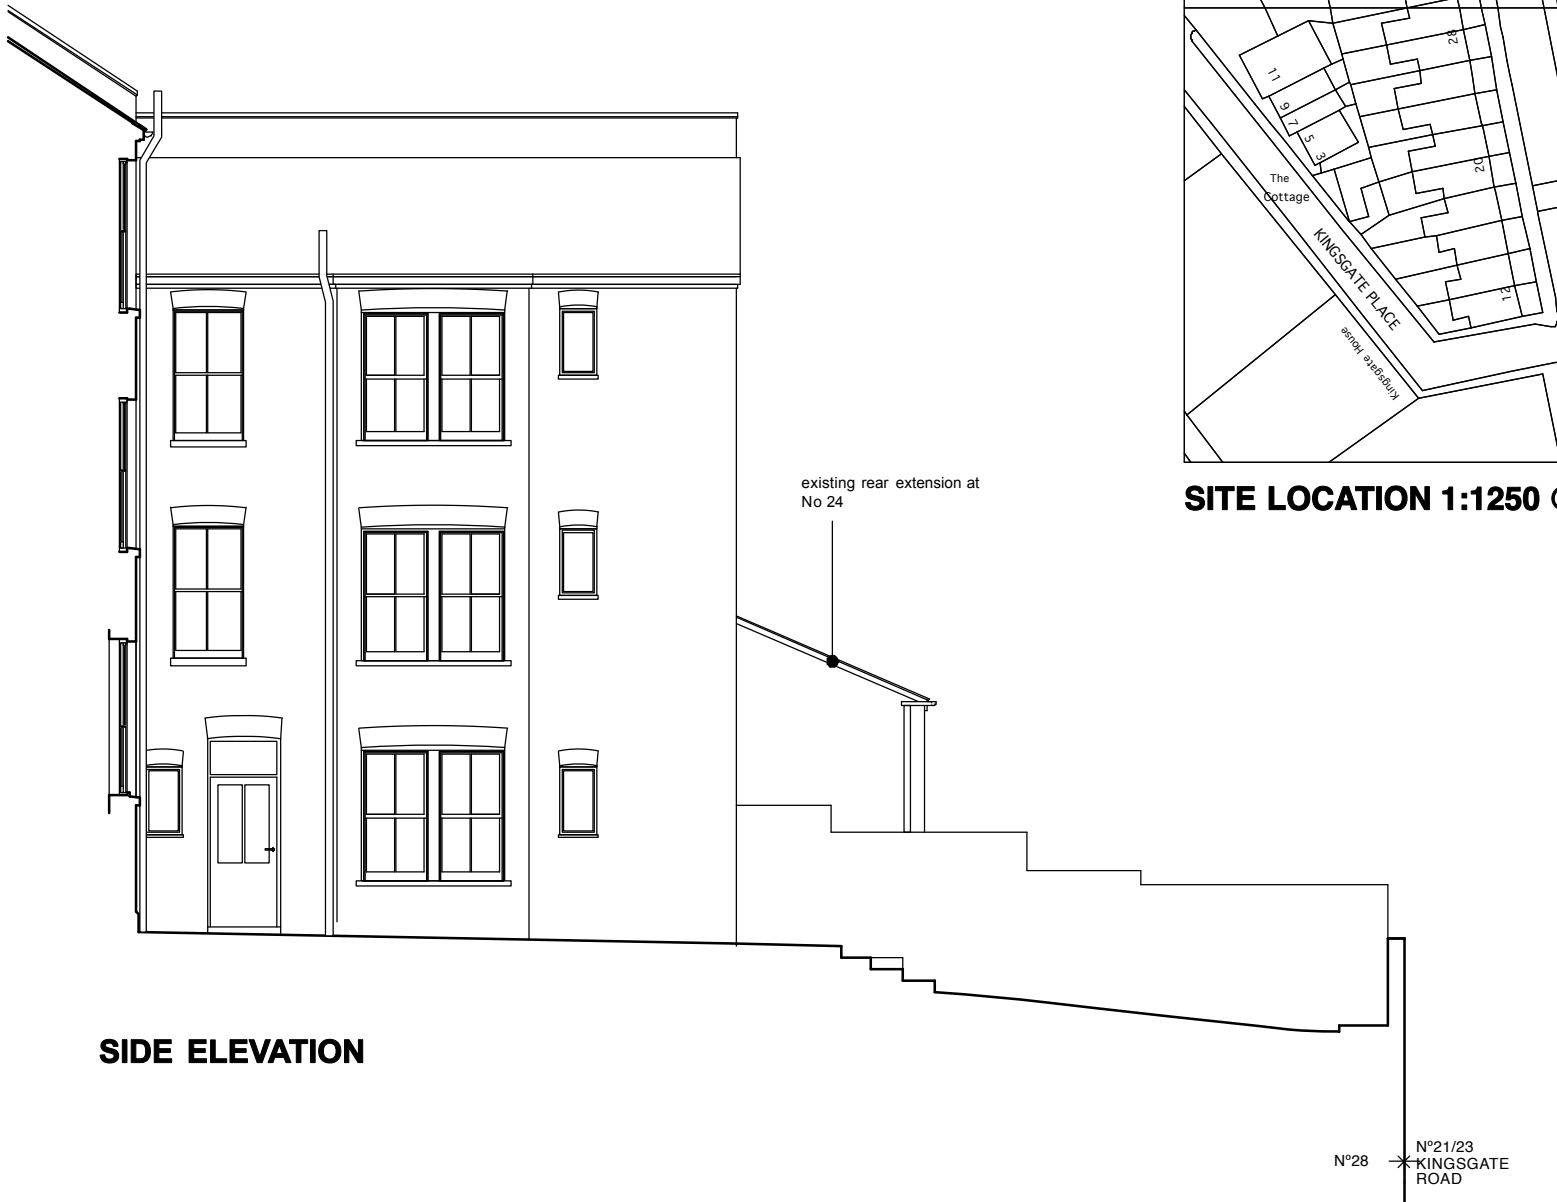 28
11
9
7
5
3
20
The
Cottage
KINGSGATE PLACE
12
Kingsgate House
SITE LOCATION 1:1250
existing rear extension at
No 24
SIDE ELEVATION
Nº28
Nº21/23
KINGSGATE
ROAD